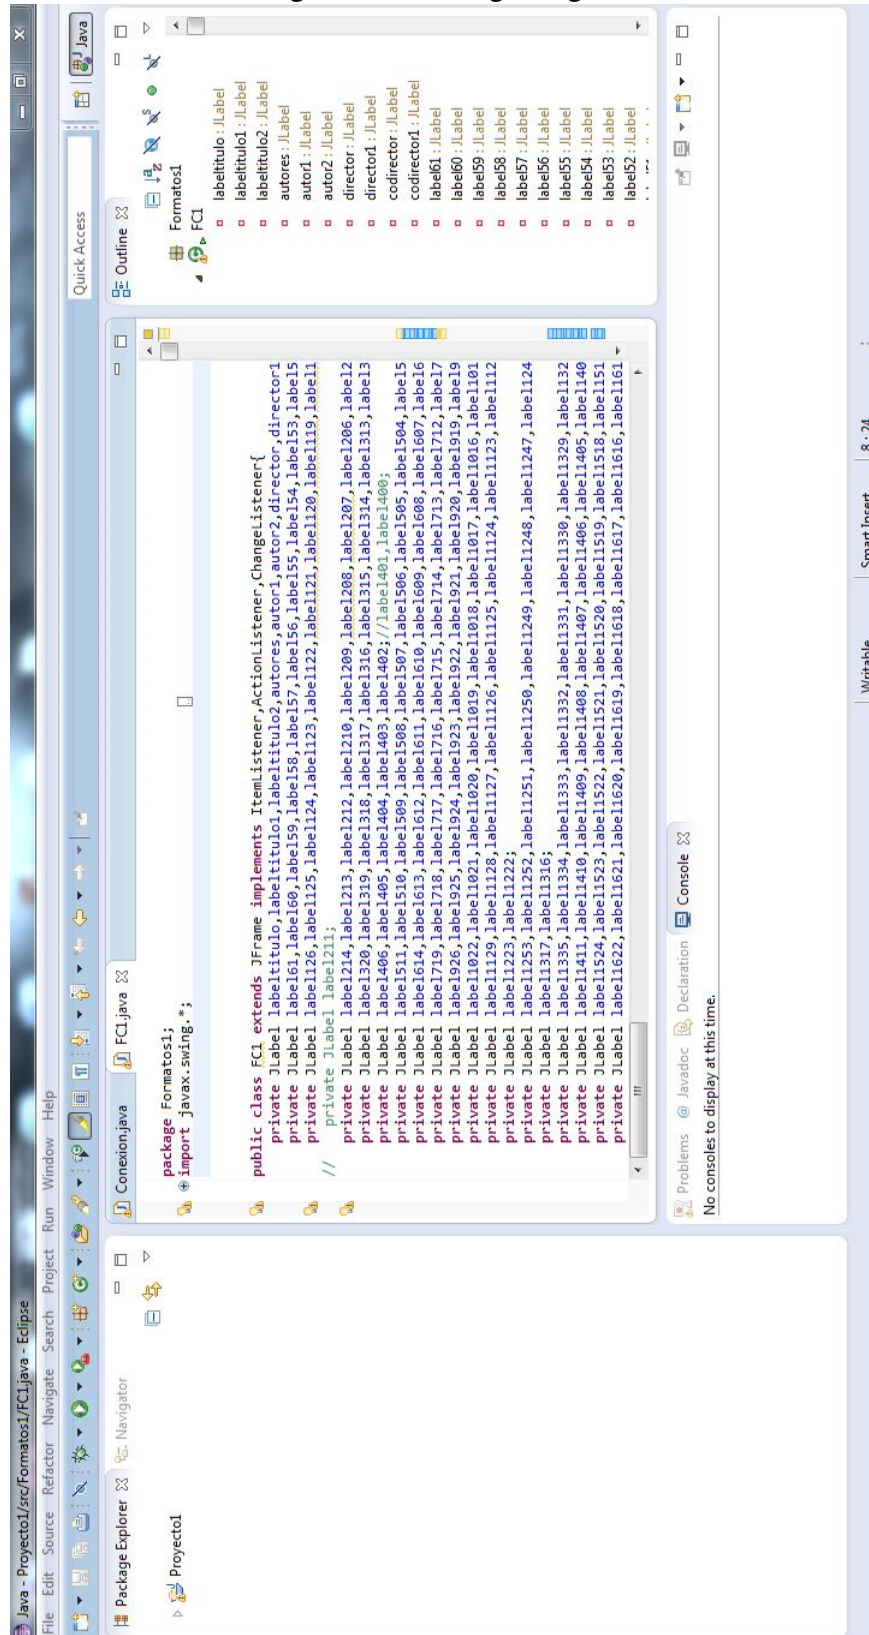 Java - Proyecto1/src/Formatos1/FC1.java - Eclipse
File Edit Source Refactor Navigate Search Project Run Window Help
Quick Access
Java
Package Explorer
Navigator
Proyecto1
Conexion.java
FC1.java
package Formatos1;
import javax.swing.*;
public class FC1 extends JFrame implements ItemListener,ActionListener,ChangeListener{
private JLabel labeltitulo,labeltitulo1,labeltitulo2,autores,autor1,autor2,director,director1
private JLabel label61,label60,label59,label58,label57,label56,label55,label54,label53,label5
private JLabel label126,label125,label124,label123,label122,label121,label120,label119,label11
// private JLabel label211;
private JLabel label214,label213,label212,label210,label209,label208,label207,label206,label2
private JLabel label320,label319,label318,label317,label316,label315,label314,label313,label3
private JLabel label406,label405,label404,label403,label402;//label401,label400;
private JLabel label511,label510,label509,label508,label507,label506,label505,label504,label5
private JLabel label614,label613,label612,label611,label610,label609,label608,label607,label6
private JLabel label719,label718,label717,label716,label715,label714,label713,label712,label7
private JLabel label926,label925,label924,label923,label922,label921,label920,label919,label9
private JLabel label1022,label1021,label1020,label1019,label1018,label1017,label1016,label101
private JLabel label1129,label1128,label1127,label1126,label1125,label1124,label1123,label112
private JLabel label1223,label1222;
private JLabel label1253,label1252,label1251,label1250,label1249,label1248,label1247,label124
private JLabel label1317,label1316;
private JLabel label1335,label1334,label1333,label1332,label1331,label1330,label1329,label132
private JLabel label1411,label1410,label1409,label1408,label1407,label1406,label1405,label140
private JLabel label1524,label1523,label1522,label1521,label1520,label1519,label1518,label151
private JLabel label1622,label1621,label1620,label1619,label1618,label1617,label1616,label161
Outline
Formatos1
FC1
labeltitulo : JLabel
labeltitulo1 : JLabel
labeltitulo2 : JLabel
autores : JLabel
autor1 : JLabel
autor2 : JLabel
director : JLabel
director1 : JLabel
codirector : JLabel
codirector1 : JLabel
label61 : JLabel
label60 : JLabel
label59 : JLabel
label58 : JLabel
label57 : JLabel
label56 : JLabel
label55 : JLabel
label54 : JLabel
label53 : JLabel
label52 : JLabel
Problems @ Javadoc Declaration Console
No consoles to display at this time.
Writable Smart Insert 8 : 24